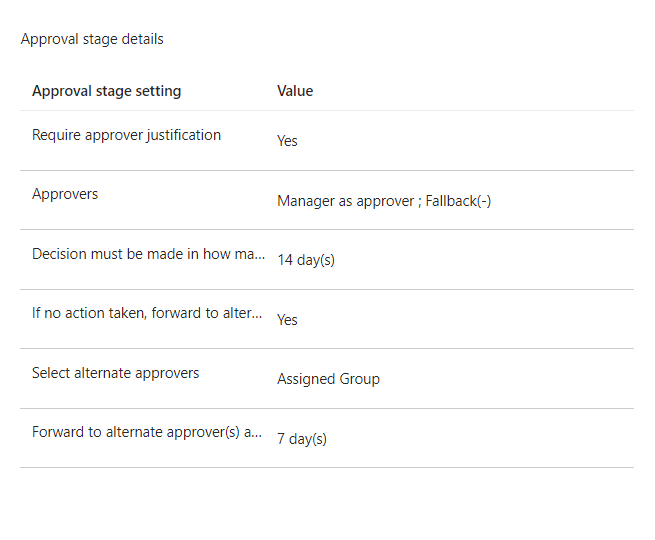 Approval stage details
Approval stage setting Value
Require approver justification Yes
Approvers Manager as approver ; Fallback(-)
Decision must be made in how ma... 14 day(s)
If no action taken, forward to alter... Yes
Select alternate approvers Assigned Group
Forward to alternate approver(s) a... 7 day(s)